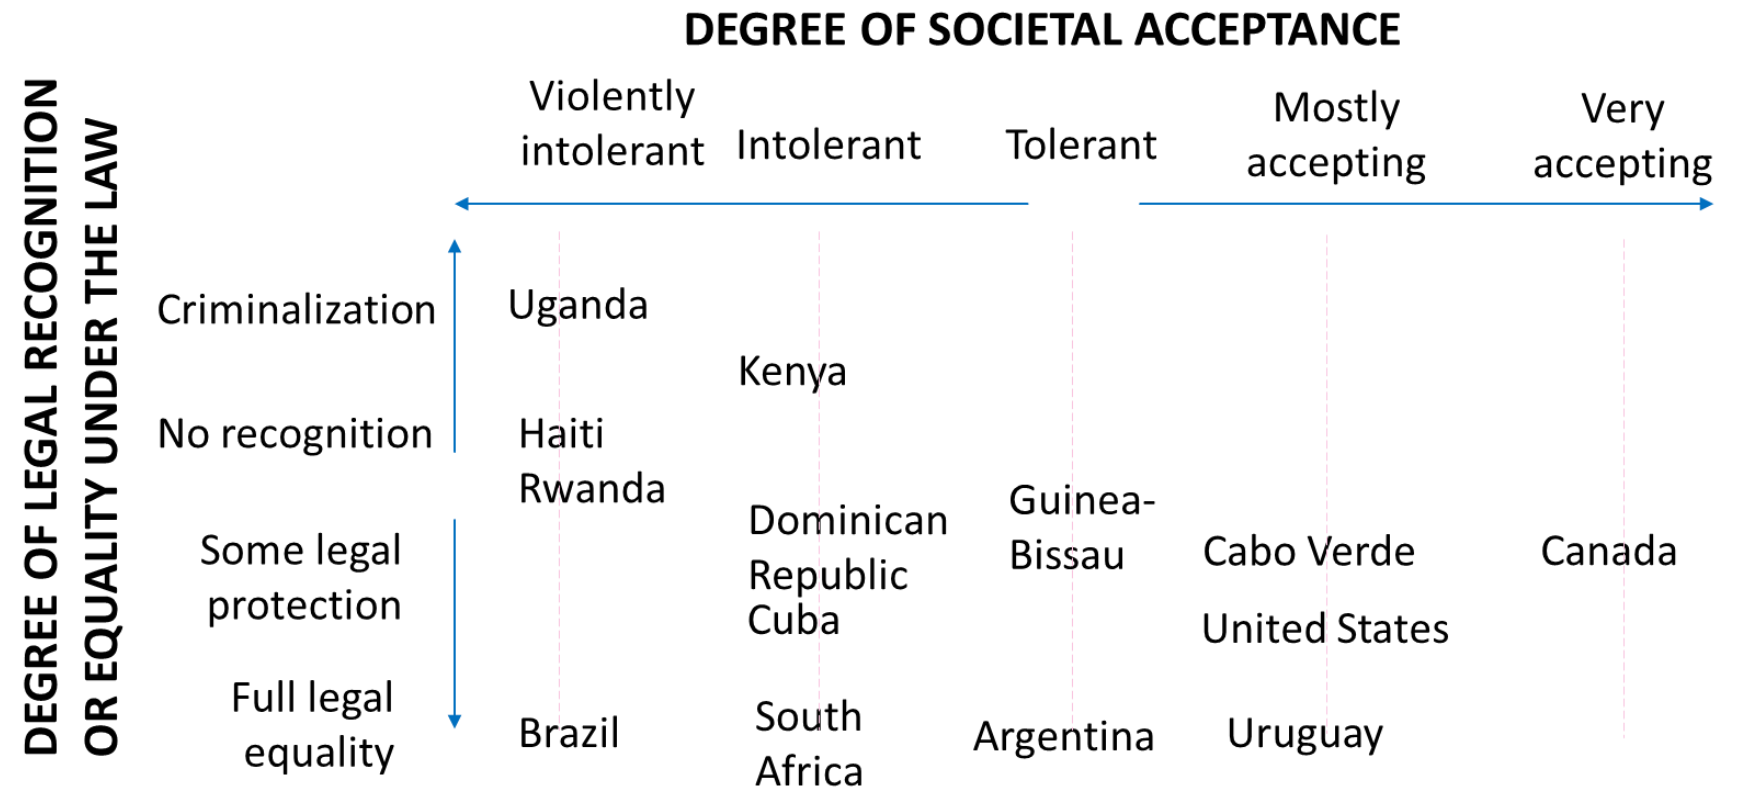 DEGREE OF SOCIETAL ACCEPTANCE
DEGREE OF LEGAL RECOGNITION
OR EQUALITY UNDER THE LAW
Violently
intolerant
Intolerant
Tolerant
Mostly
accepting
Very
accepting
Criminalization
Uganda
Kenya
No recognition
Haiti
Rwanda
Some legal
protection
Dominican
Republic
Cuba
Guinea-
Bissau
Cabo Verde
United States
Canada
Full legal
equality
Brazil
South
Africa
Argentina
Uruguay